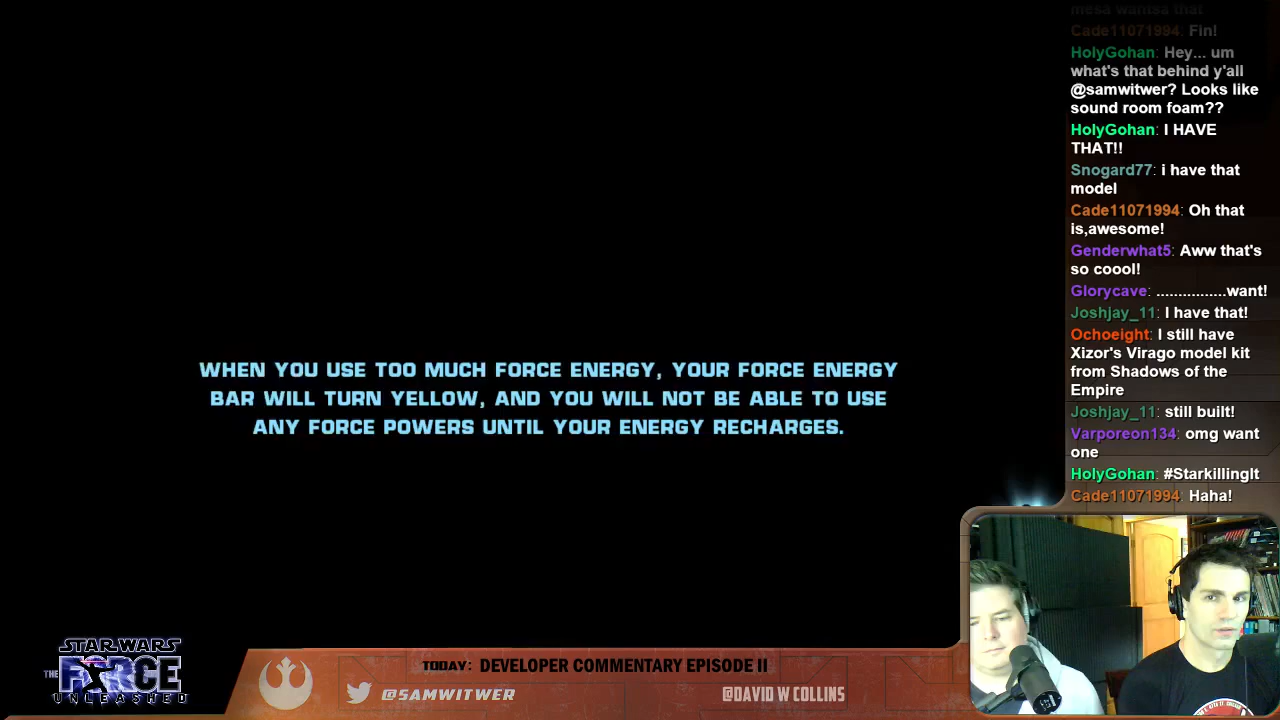 mesa wantsa that
Cade11071994: Fin!
HolyGohan: Hey... um
what's that behind y'all
@samwitwer? Looks like
sound room foam??
HolyGohan: I HAVE
THAT!!
Snogard77: i have that
model
Cade11071994: Oh that
is,awesome!
Genderwhat5: Aww that's
so coool!
Glorycave: ................want!
Joshjay_11: I have that!
Ochoeight: I still have
Xizor's Virago model kit
from Shadows of the
Empire
Joshjay_11: still built!
Varporeon134: omg want
one
HolyGohan: #StarkillingIt
Cade11071994: Haha!
WHEN YOU USE TOO MUCH FORCE ENERGY, YOUR FORCE ENERGY
BAR WILL TURN YELLOW, AND YOU WILL NOT BE ABLE TO USE
ANY FORCE POWERS UNTIL YOUR ENERGY RECHARGES.
STAR WARS
THE FORCE
UNLEASHED
TODAY: DEVELOPER COMMENTARY EPISODE II
@SAMWITWER
@DAVID W COLLINS